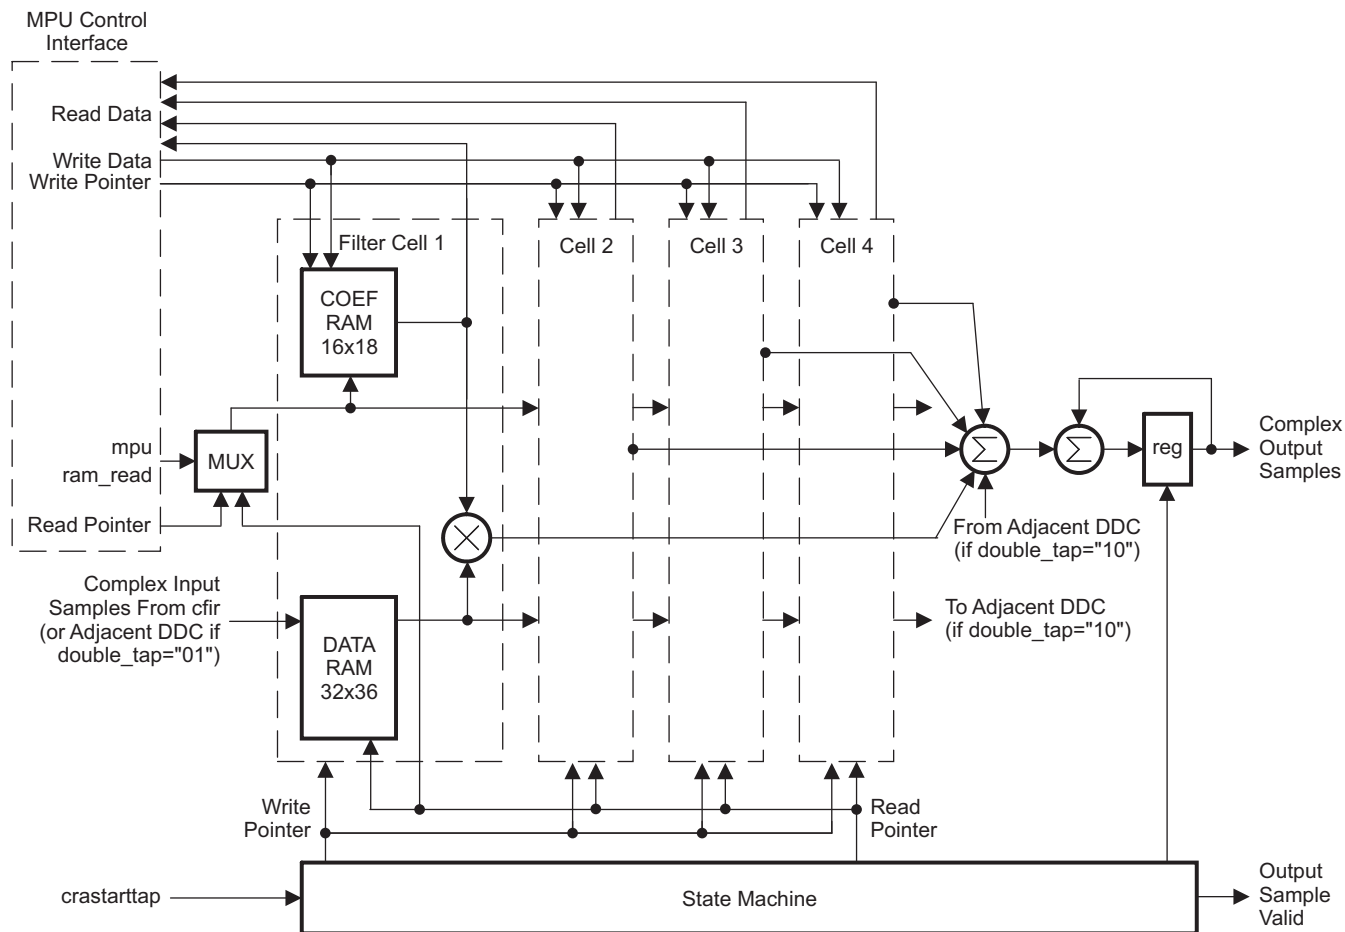 MPU Control
Interface
Read Data
Write Data
Write Pointer
Filter Cell 1
Cell 2
Cell 3
Cell 4
COEF
RAM
16x18
mpu
ram_read
MUX
Read Pointer
Σ
Σ
reg
Complex
Output
Samples
From Adjacent DDC
(if double_tap="10")
Complex Input
Samples From cfir
(or Adjacent DDC if
double_tap="01")
DATA
RAM
32x36
To Adjacent DDC
(if double_tap="10")
Write
Pointer
Read
Pointer
crastarttap
State Machine
Output
Sample
Valid